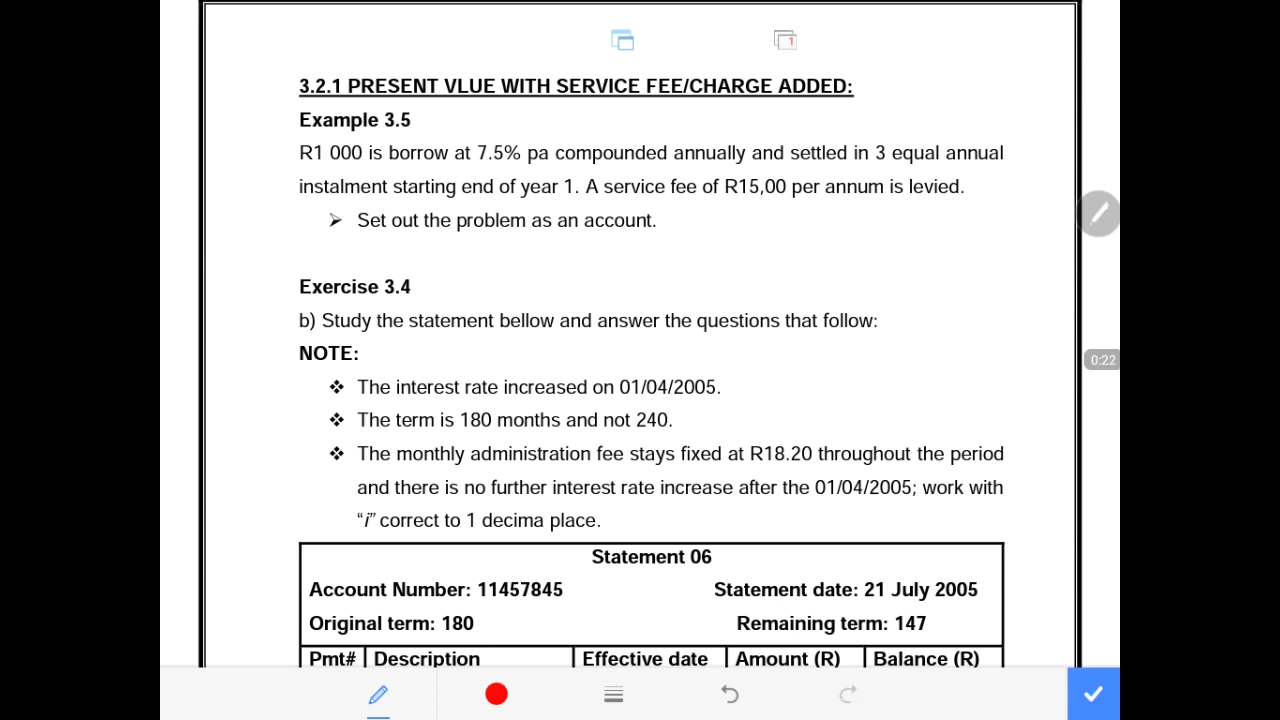 1
3.2.1 PRESENT VLUE WITH SERVICE FEE/CHARGE ADDED:
Example 3.5
R1 000 is borrow at 7.5% pa compounded annually and settled in 3 equal annual
instalment starting end of year 1. A service fee of R15,00 per annum is levied.
➢ Set out the problem as an account.
Exercise 3.4
b) Study the statement bellow and answer the questions that follow:
NOTE:
❖ The interest rate increased on 01/04/2005.
0:22
❖ The term is 180 months and not 240.
❖ The monthly administration fee stays fixed at R18.20 throughout the period
and there is no further interest rate increase after the 01/04/2005; work with
“i” correct to 1 decima place.
Statement 06
Account Number: 11457845 Statement date: 21 July 2005
Original term: 180 Remaining term: 147
Pmt# Description Effective date Amount (R) Balance (R)